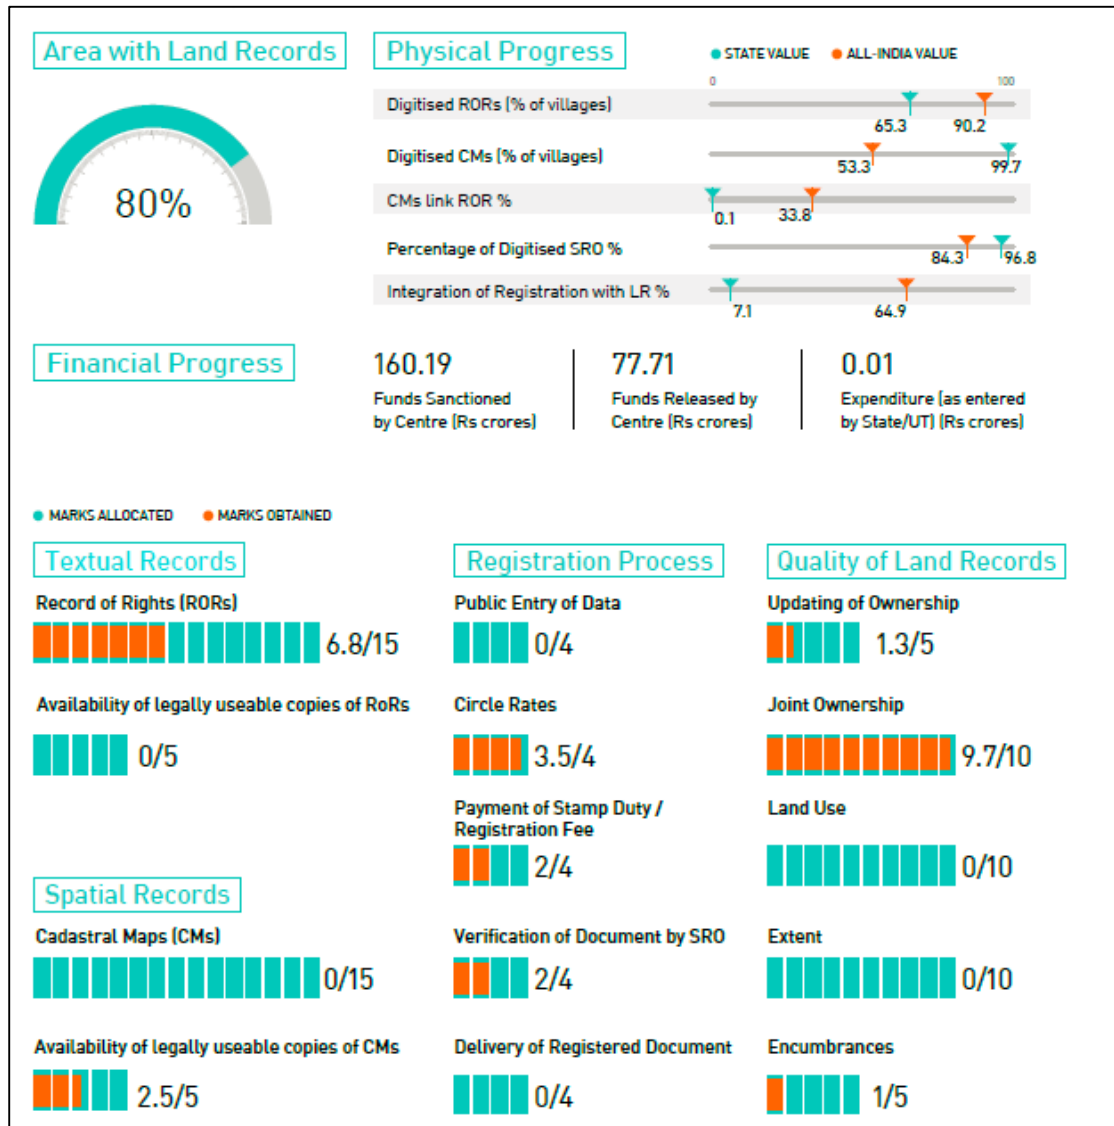 Area with Land Records
80%
Physical Progress
STATE VALUE ALL-INDIA VALUE
0 100
Digitised RORs (% of villages)
65.3 90.2
Digitised CMs (% of villages)
53.3 99.7
CMs link ROR %
0.1 33.8
Percentage of Digitised SRO %
84.3 96.8
Integration of Registration with LR %
7.1 64.9
Financial Progress
160.19
Funds Sanctioned
by Centre (Rs crores)
77.71
Funds Released by
Centre (Rs crores)
0.01
Expenditure (as entered
by State/UT) (Rs crores)
MARKS ALLOCATED MARKS OBTAINED
Textual Records
Record of Rights (RORs)
6.8/15
Availability of legally useable copies of RoRs
0/5
Spatial Records
Cadastral Maps (CMs)
0/15
Availability of legally useable copies of CMs
2.5/5
Registration Process
Public Entry of Data
0/4
Circle Rates
3.5/4
Payment of Stamp Duty /
Registration Fee
2/4
Verification of Document by SRO
2/4
Delivery of Registered Document
0/4
Quality of Land Records
Updating of Ownership
1.3/5
Joint Ownership
9.7/10
Land Use
0/10
Extent
0/10
Encumbrances
1/5